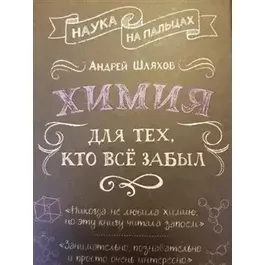 НАУКА
НА ПАЛЬЦАХ
АНДРЕЙ ШЛЯХОВ
ХИМИЯ
ДЛЯ ТЕХ,
КТО ВСЁ ЗАБЫЛ
«Никогда не любила химию,
но эту книгу читала запоем»
«Занимательно, познавательно
и просто очень интересно»